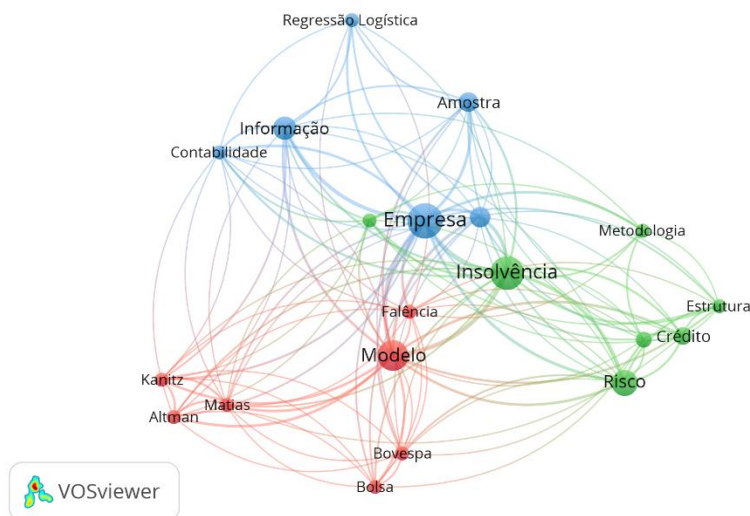 Regressão Logística
Amostra
Informação
Contabilidade
Empresa
Metodologia
Insolvência
Estrutura
Falência
Crédito
Modelo
Kanitz
Risco
Matias
Altman
Bovespa
Bolsa
VOSviewer